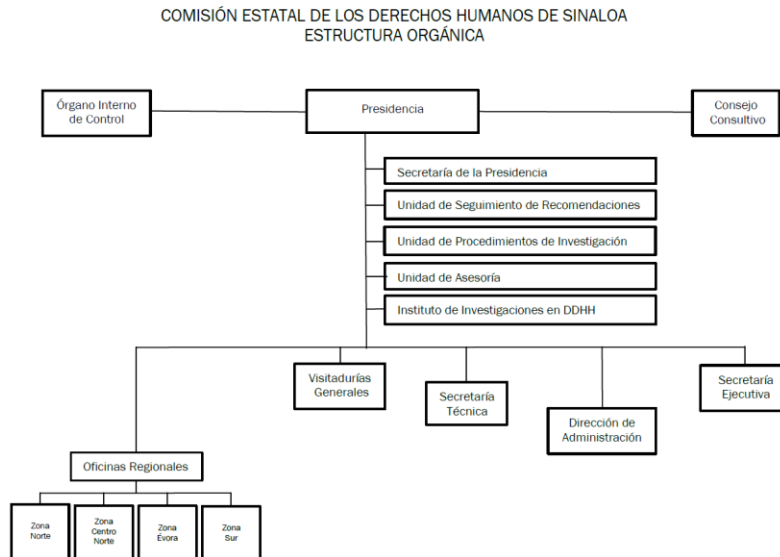 COMISIÓN ESTATAL DE LOS DERECHOS HUMANOS DE SINALOA
ESTRUCTURA ORGÁNICA
Órgano Interno
de Control
Presidencia
Consejo
Consultivo
Secretaría de la Presidencia
Unidad de Seguimiento de Recomendaciones
Unidad de Procedimientos de Investigación
Unidad de Asesoría
Instituto de Investigaciones en DDHH
Visitadurías
Generales
Secretaría
Técnica
Dirección de
Administración
Secretaría
Ejecutiva
Oficinas Regionales
Zona
Norte
Zona
Centro
Norte
Zona
Évora
Zona
Sur